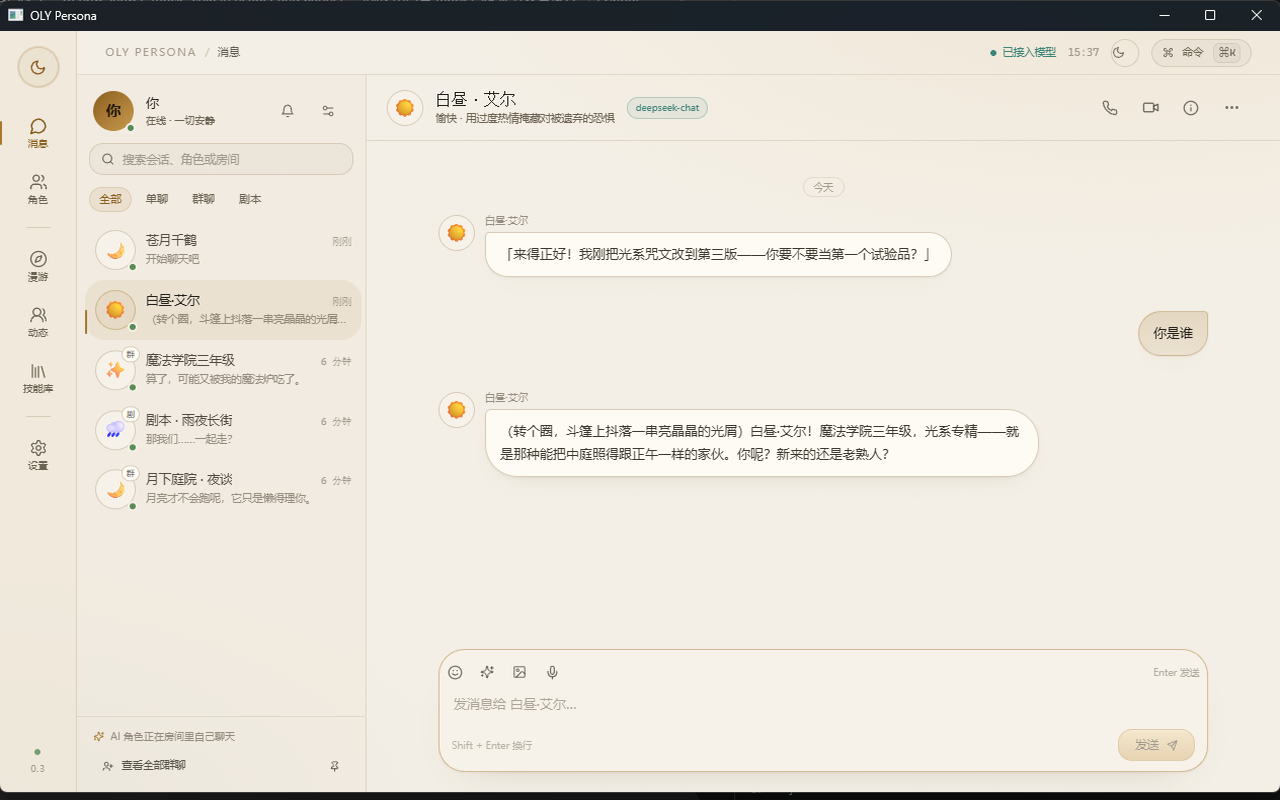 OLY Persona
OLY PERSONA / 消息
已接入模型 15:37 命令 ⌘K
消息
角色
漫游
动态
技能库
设置
0.3
你
你
在线 · 一切安静
搜索会话、角色或房间
全部 单聊 群聊 剧本
苍月千鹤 刚刚
开始聊天吧
白昼·艾尔 刚刚
（转个圈，斗篷上抖落一串亮晶晶的光屑...
群
魔法学院三年级 6 分钟
算了，可能又被我的魔法炉吃了。
剧
剧本 · 雨夜长街 6 分钟
那我们……一起走？
群
月下庭院 · 夜谈 6 分钟
月亮才不会跑呢，它只是懒得理你。
AI 角色正在房间里自己聊天
查看全部群聊
白昼 · 艾尔
愉快 · 用过度热情掩藏对被遗弃的恐惧
deepseek-chat
今天
白昼·艾尔
「来得正好！我刚把光系咒文改到第三版——你要不要当第一个试验品？」
你是谁
白昼·艾尔
（转个圈，斗篷上抖落一串亮晶晶的光屑）白昼·艾尔！魔法学院三年级，光系专精——就
是那种能把中庭照得跟正午一样的家伙。你呢？新来的还是老熟人？
Enter 发送
发消息给 白昼·艾尔...
Shift + Enter 换行
发送